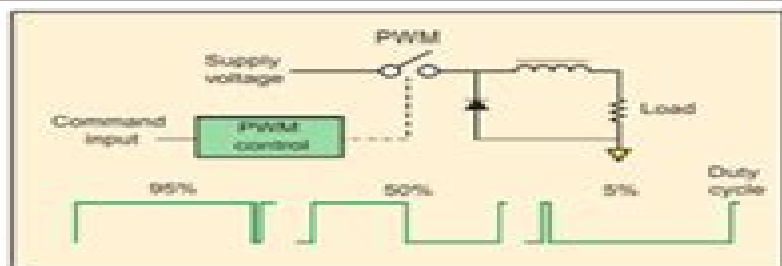 PWM
Supply
voltage
Command
input
PWM
control
Load
95%
50%
5%
Duty
cycle